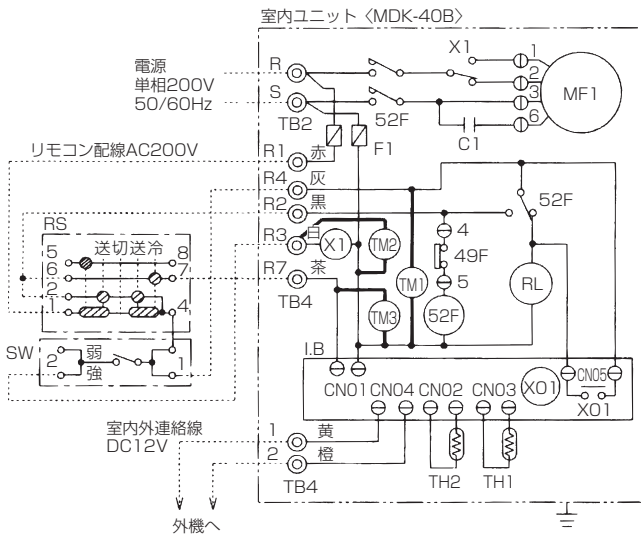 室内ユニット〈MDK-40B〉
電源
単相200V
50/60Hz
R
S
TB2
52F
X1
1
2
3
6
MF1
C1
F1
リモコン配線AC200V
R1 赤
R4 灰
R2 黒
R3 白
R7 茶
TB4
X1
TM2
TM3
TM1
4
49F
5
52F
52F
RL
RS
送切送冷
5
6
2
1
8
7
4
SW
2
弱
強
3
1
I.B
CN01
CN04
CN02
CN03
X01
CN05
X01
室内外連絡線
DC12V
1 黄
2 橙
TB4
TH2
TH1
外機へ